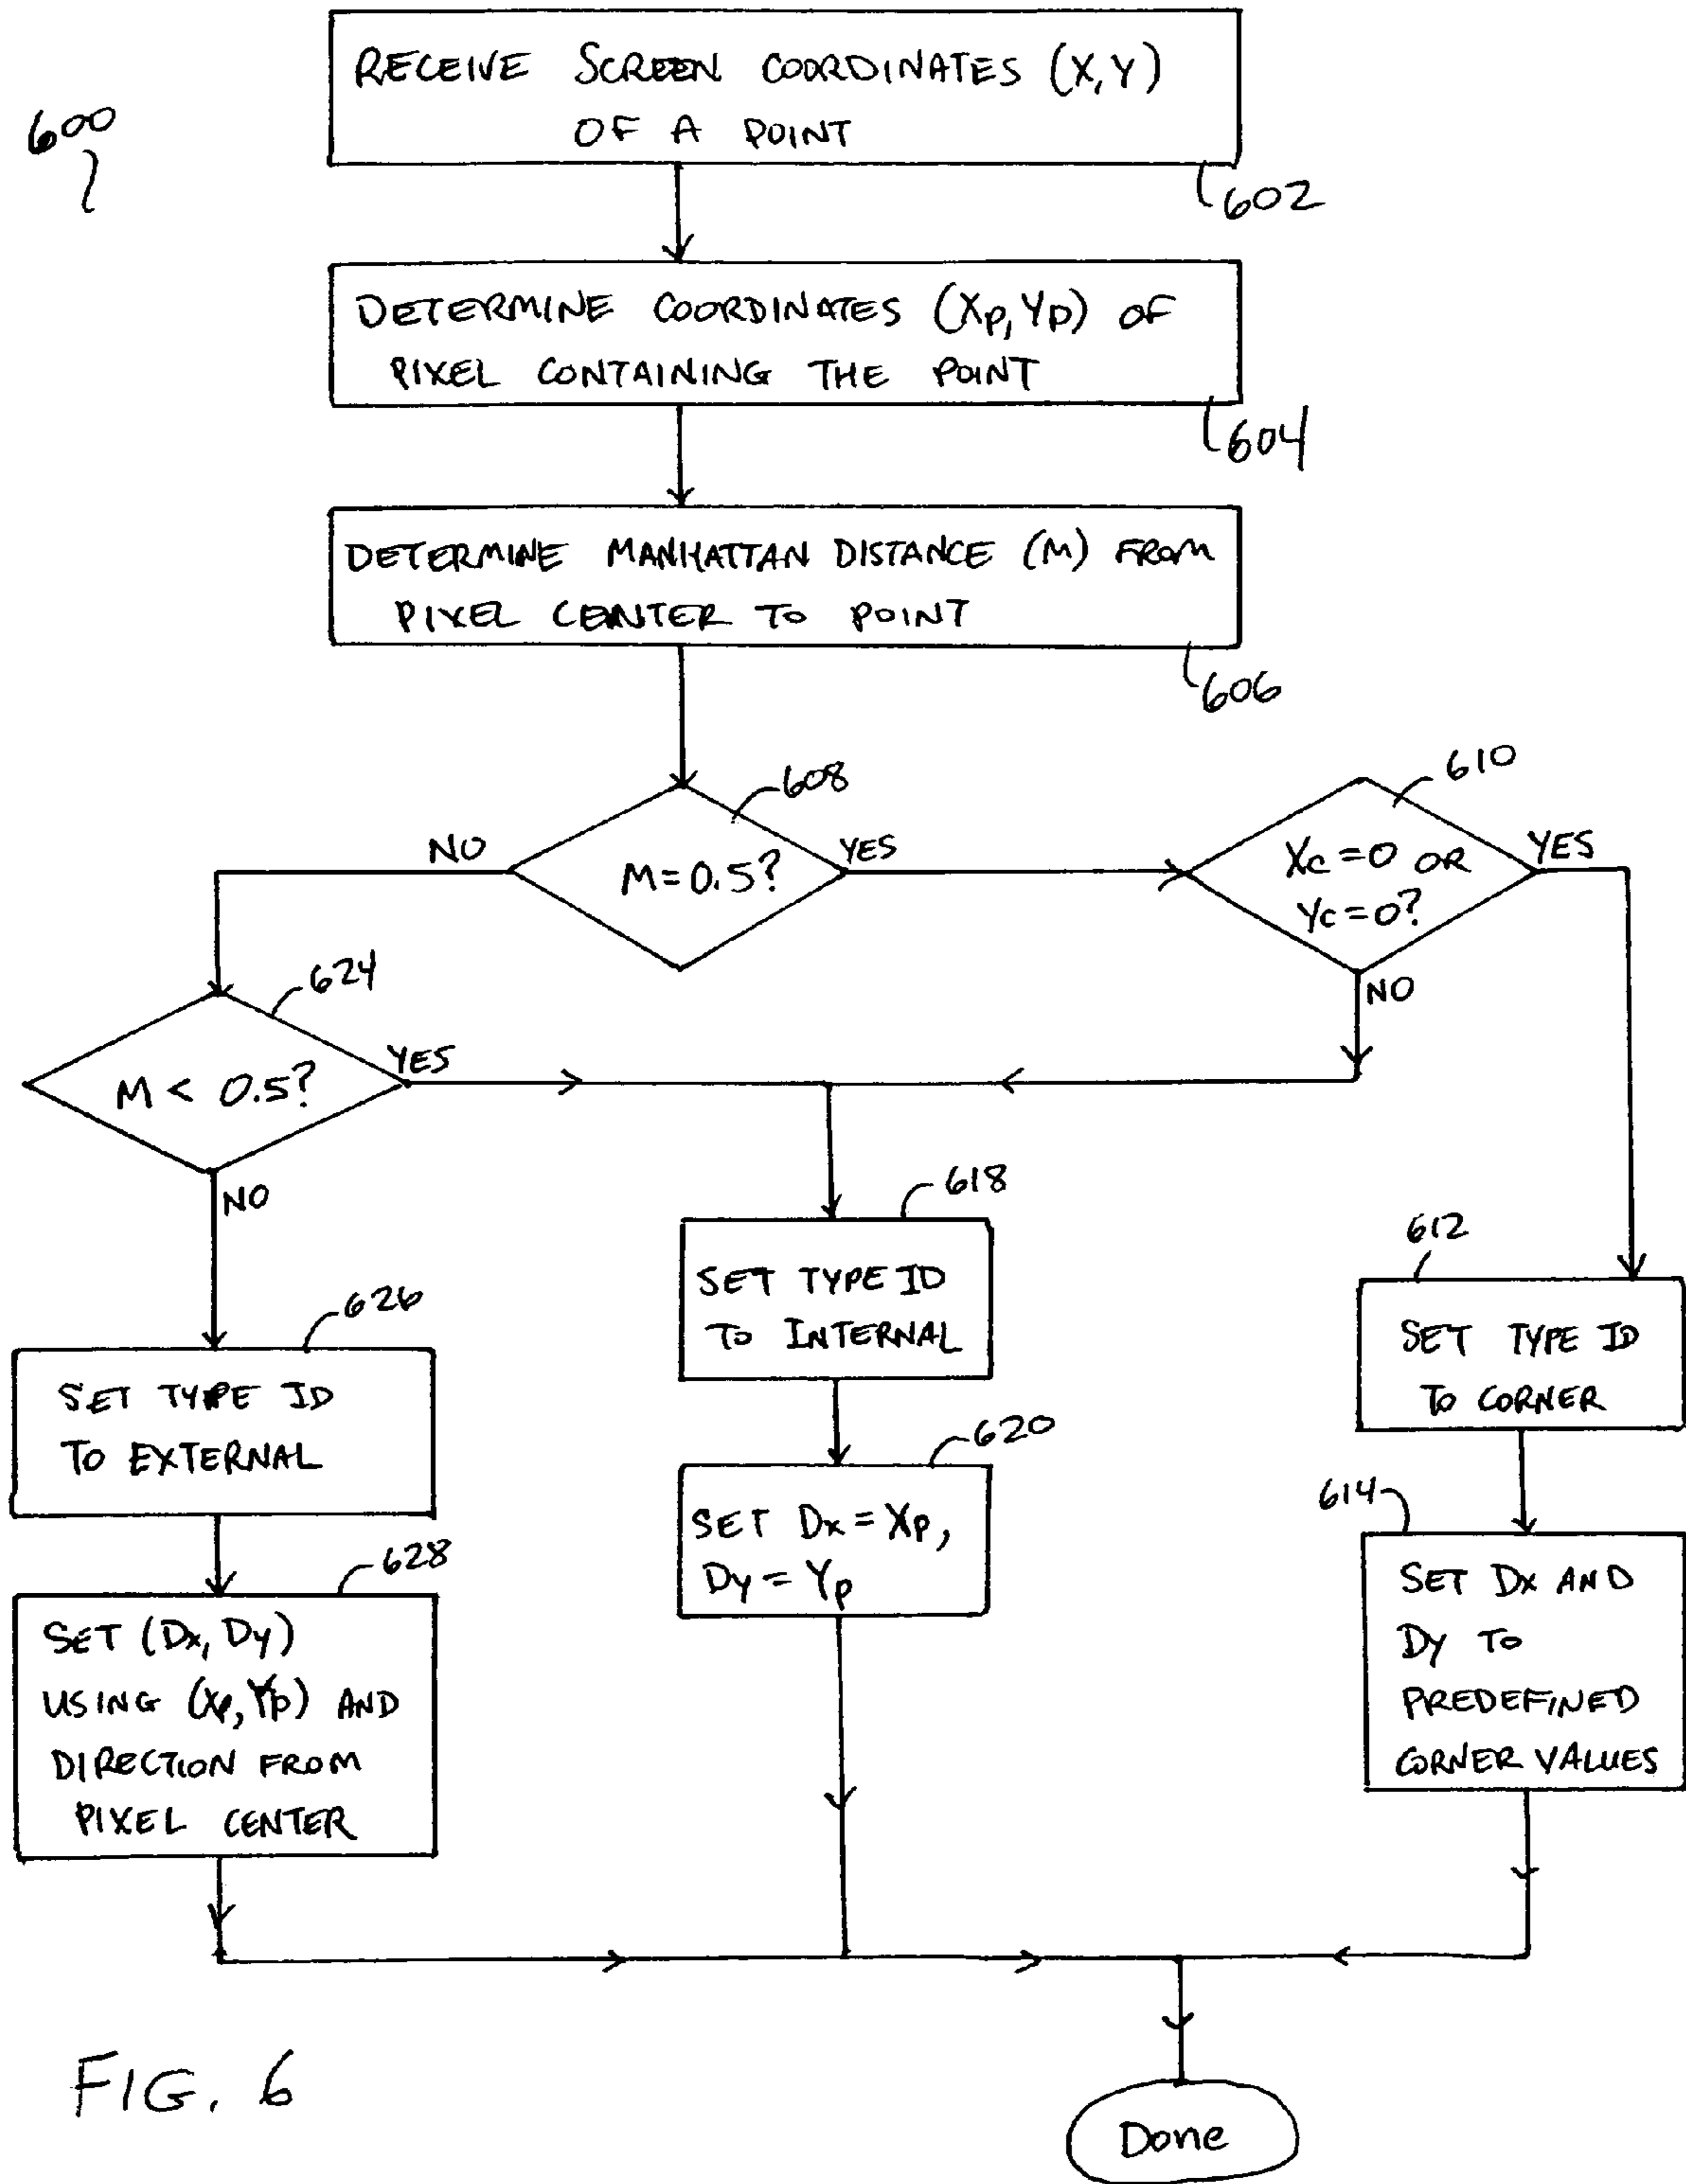 RECEIVE SCREEN COORDINATES (X,Y)
OF A POINT
600
602
DETERMINE COORDINATES (Xp,Yp) OF
PIXEL CONTAINING THE POINT
604
DETERMINE MANHATTAN DISTANCE (M) FROM
PIXEL CENTER TO POINT
606
608
610
NO
M=0.5?
YES
Xc=0 OR
Yc=0?
YES
NO
624
M < 0.5?
YES
NO
618
SET TYPE ID
TO INTERNAL
612
SET TYPE ID
TO CORNER
626
SET TYPE ID
TO EXTERNAL
620
SET Dx = Xp,
Dy = Yp
614
SET Dx AND
Dy TO
PREDEFINED
CORNER VALUES
628
SET (Dx, Dy)
USING (Xp,Yp) AND
DIRECTION FROM
PIXEL CENTER
FIG. 6
Done